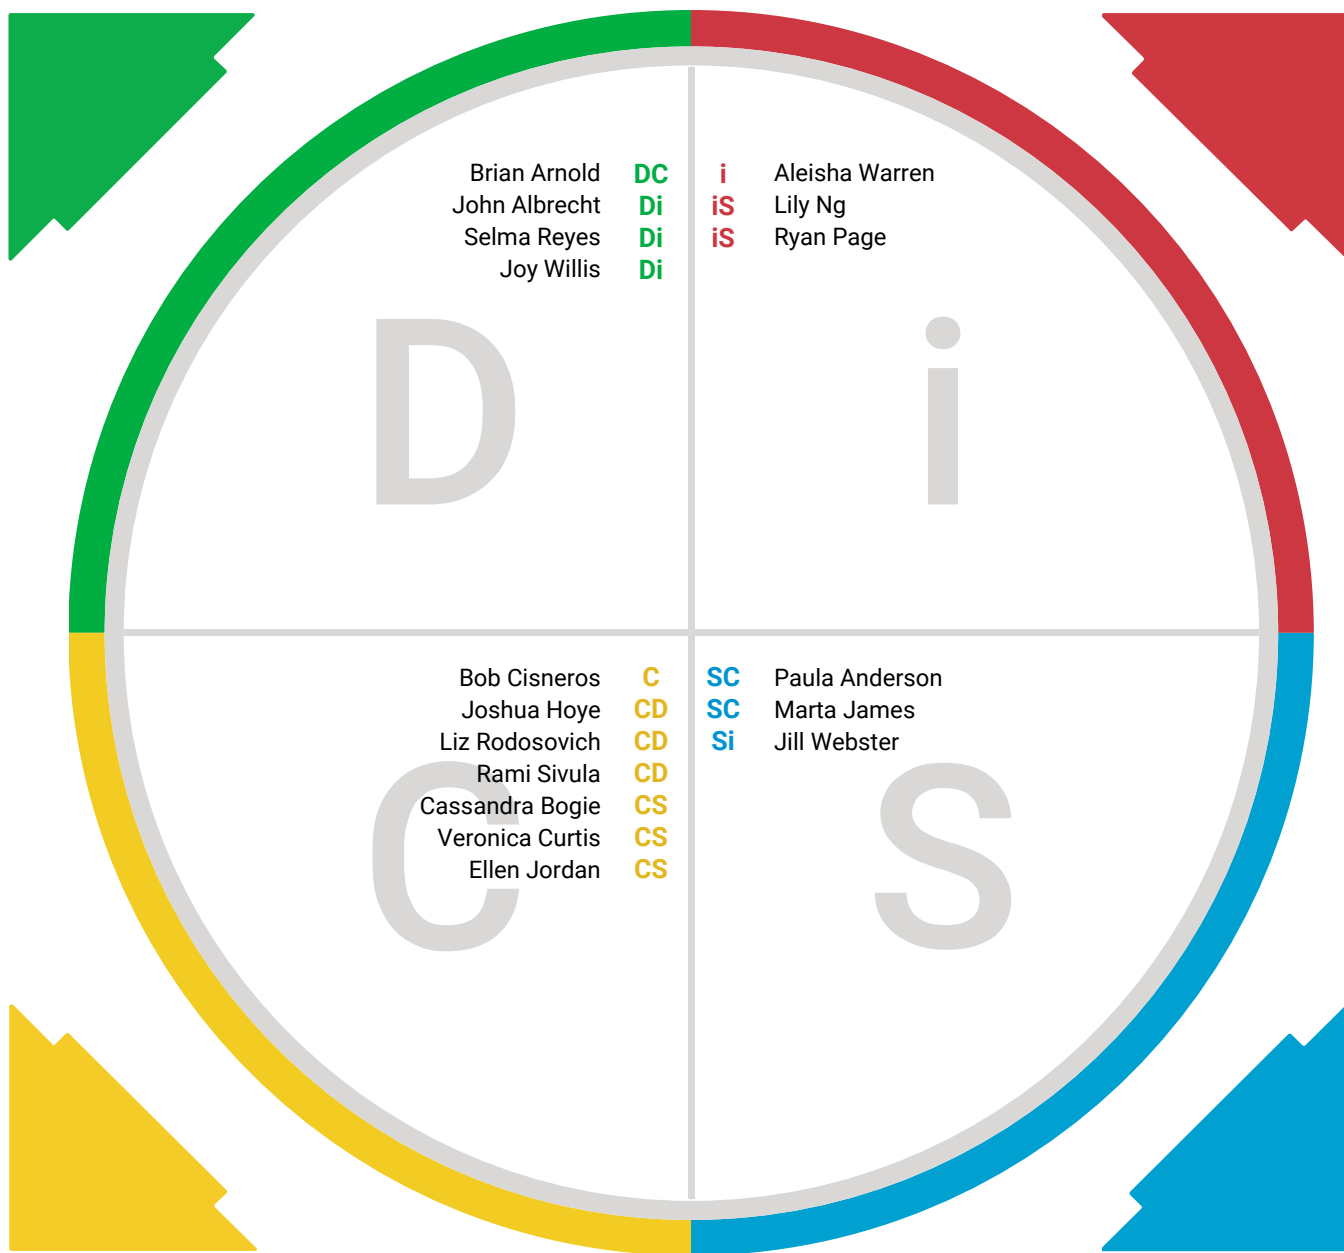 Brian Arnold DC
John Albrecht Di
Selma Reyes Di
Joy Willis Di
i Aleisha Warren
iS Lily Ng
iS Ryan Page
D
i
Bob Cisneros C
Joshua Hoye CD
Liz Rodosovich CD
Rami Sivula CD
Cassandra Bogie CS
Veronica Curtis CS
Ellen Jordan CS
SC Paula Anderson
SC Marta James
Si Jill Webster
C
S